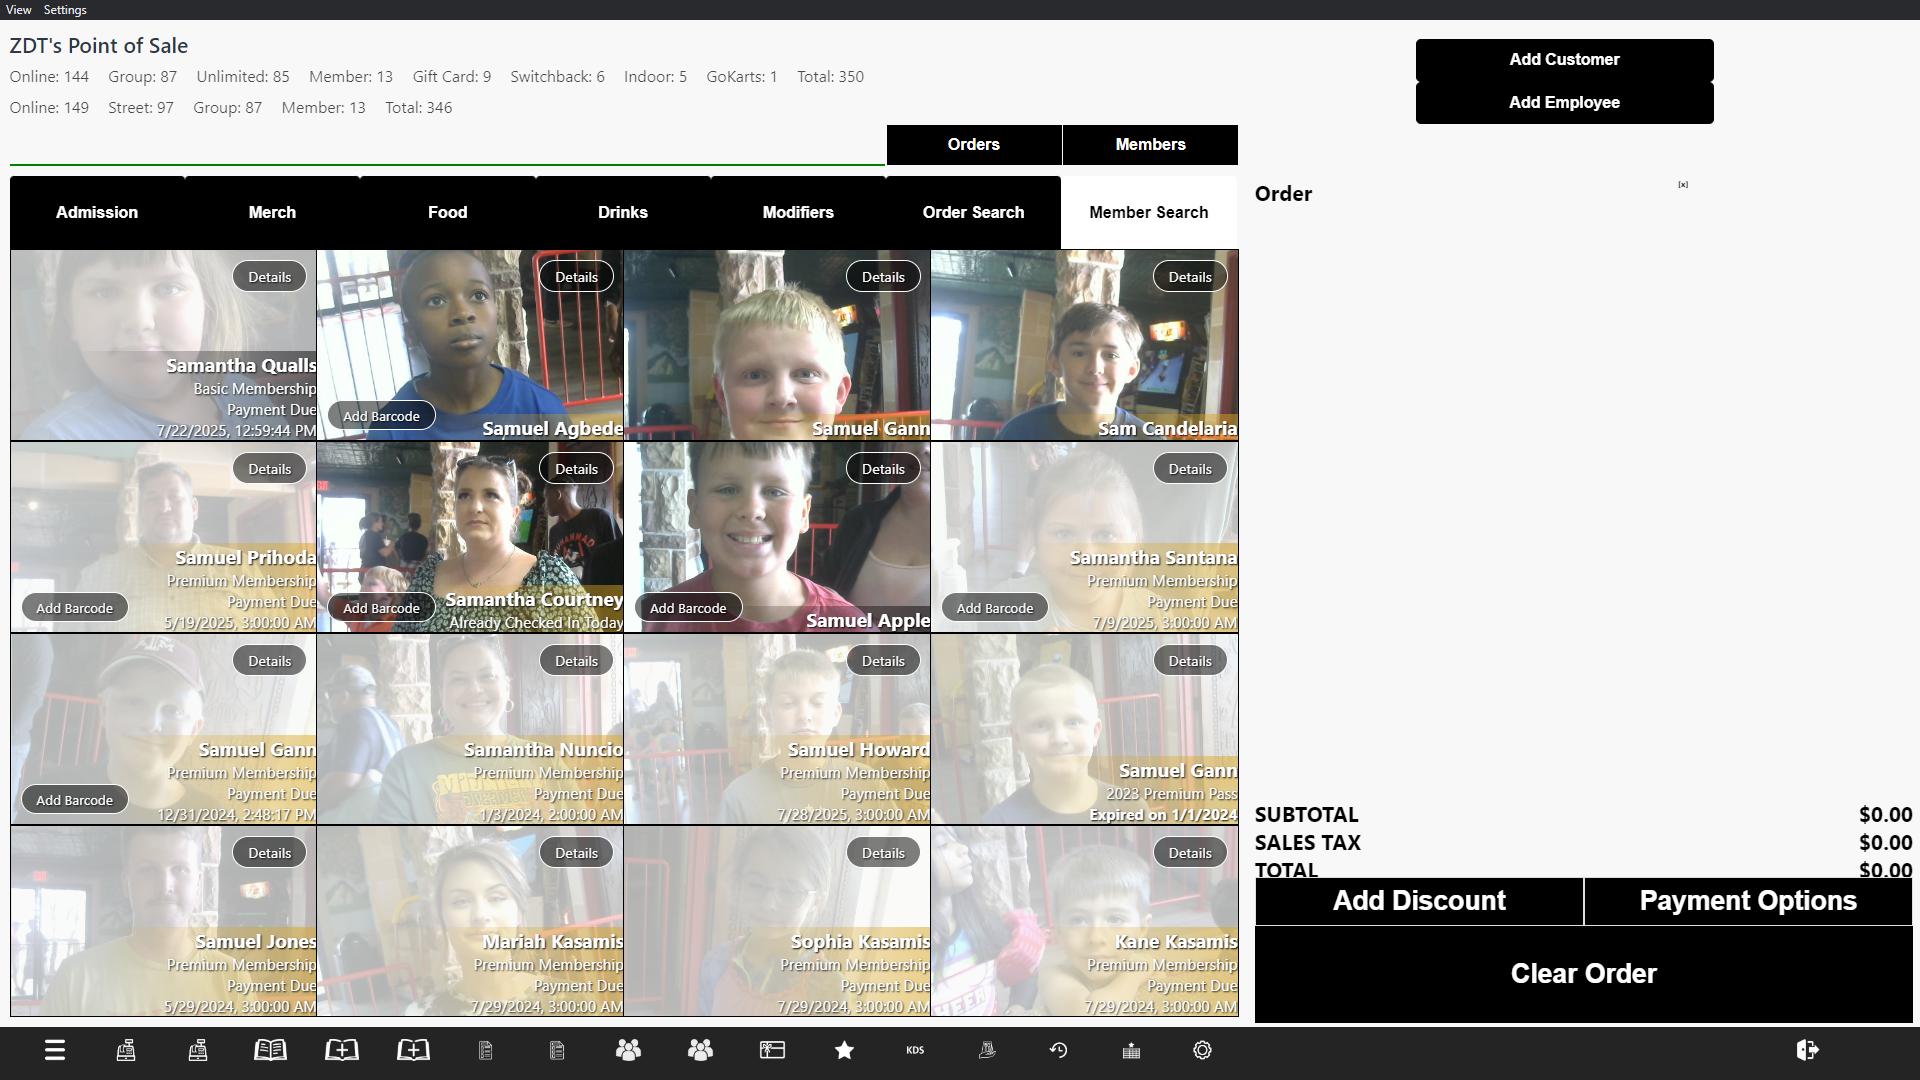 View Settings
ZDT's Point of Sale
Online: 144 Group: 87 Unlimited: 85 Member: 13 Gift Card: 9 Switchback: 6 Indoor: 5 GoKarts: 1 Total: 350
Online: 149 Street: 97 Group: 87 Member: 13 Total: 346
Add Customer
Add Employee
Orders Members
Admission Merch Food Drinks Modifiers Order Search Member Search
Order [x]
Details
Samantha Qualls
Basic Membership
Payment Due
7/22/2025, 12:59:44 PM
Details
Add Barcode
Samuel Agbede
Details
Samuel Gann
Details
Sam Candelaria
Details
Samuel Prihoda
Premium Membership
Payment Due
Add Barcode
5/19/2025, 3:00:00 AM
Details
Samantha Courtney
Add Barcode
Already Checked In Today
Details
Add Barcode
Samuel Apple
Details
Samantha Santana
Premium Membership
Payment Due
Add Barcode
7/9/2025, 3:00:00 AM
Details
Samuel Gann
Premium Membership
Payment Due
Add Barcode
12/31/2024, 2:48:17 PM
Details
Samantha Nuncio
Premium Membership
Payment Due
1/3/2024, 2:00:00 AM
Details
Samuel Howard
Premium Membership
Payment Due
7/28/2025, 3:00:00 AM
Details
Samuel Gann
2023 Premium Pass
Expired on 1/1/2024
Details
Samuel Jones
Premium Membership
Payment Due
5/29/2024, 3:00:00 AM
Details
Mariah Kasamis
Premium Membership
Payment Due
7/29/2024, 3:00:00 AM
Details
Sophia Kasamis
Premium Membership
Payment Due
7/29/2024, 3:00:00 AM
Details
Kane Kasamis
Premium Membership
Payment Due
7/29/2024, 3:00:00 AM
SUBTOTAL $0.00
SALES TAX $0.00
TOTAL $0.00
Add Discount Payment Options
Clear Order
KDS